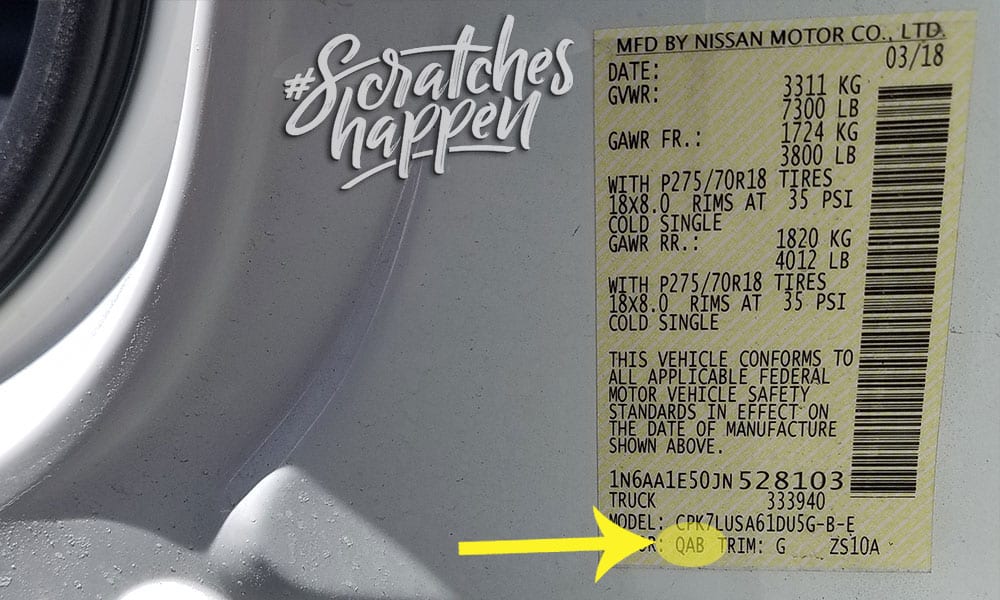 #Scratches
happen
MFD BY NISSAN MOTOR CO., LTD.
DATE: 03/18
GVWR: 3311 KG
7300 LB
GAWR FR.: 1724 KG
3800 LB
WITH P275/70R18 TIRES
18X8.0 RIMS AT 35 PSI
COLD SINGLE
GAWR RR.: 1820 KG
4012 LB
WITH P275/70R18 TIRES
18X8.0 RIMS AT 35 PSI
COLD SINGLE
THIS VEHICLE CONFORMS TO
ALL APPLICABLE FEDERAL
MOTOR VEHICLE SAFETY
STANDARDS IN EFFECT ON
THE DATE OF MANUFACTURE
SHOWN ABOVE.
1N6AA1E50JN528103
TRUCK 333940
MODEL: CPK7LUSA61DU5G-B-E
QAB TRIM: G ZS10A